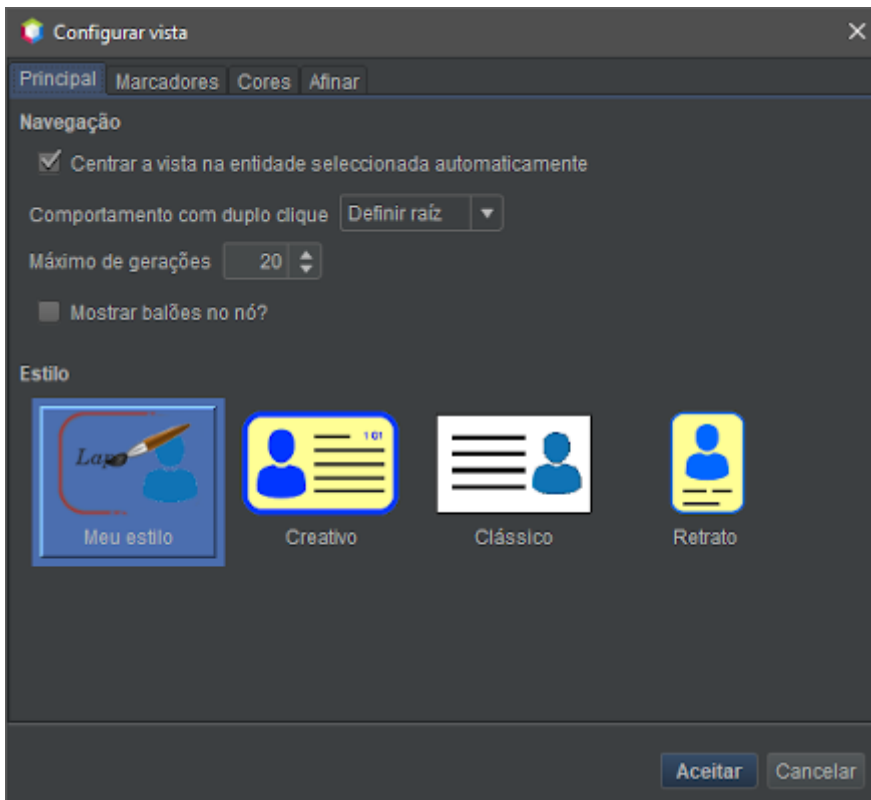 Configurar vista
Principal Marcadores Cores Afinar
Navegação
Centrar a vista na entidade seleccionada automaticamente
Comportamento com duplo clique Definir raíz
Máximo de gerações 20
Mostrar balões no nó?
Estilo
101
Meu estilo Creativo Clássico Retrato
Aceitar Cancelar